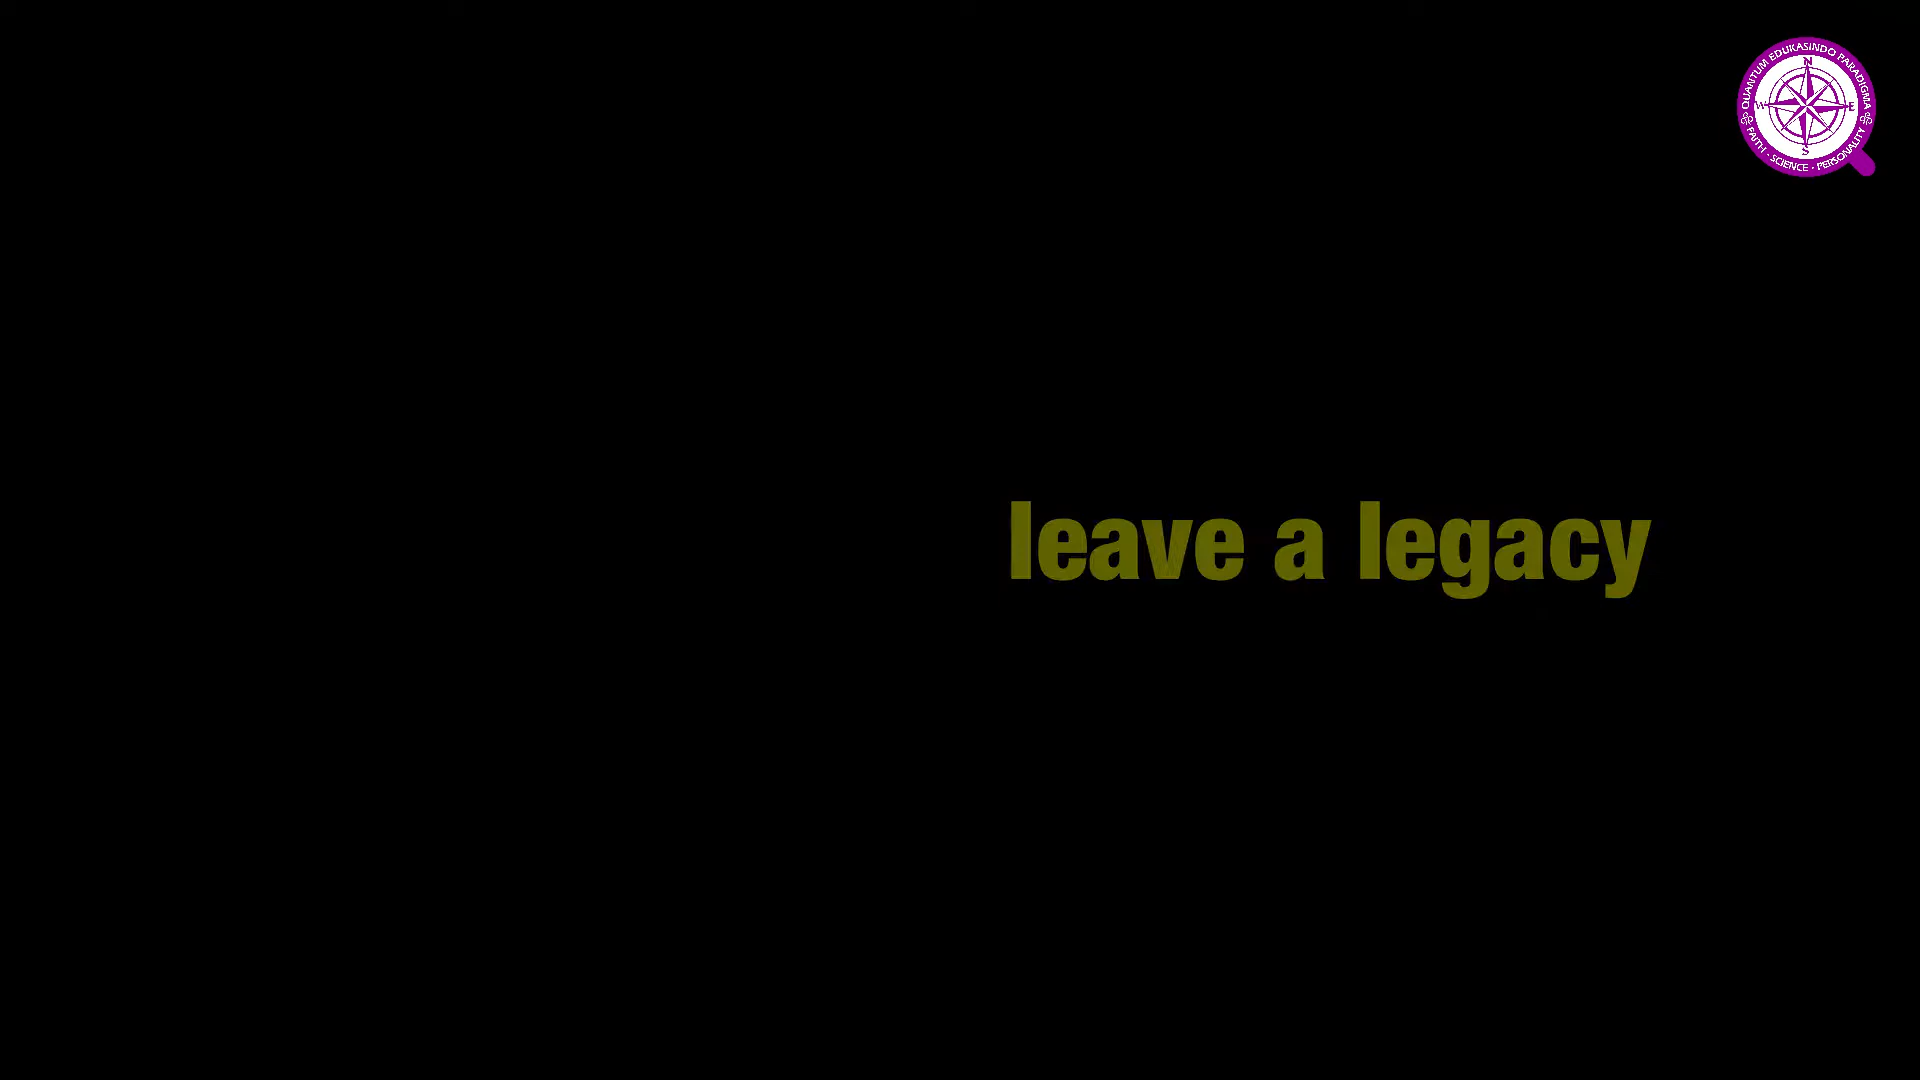 QUANTUM EDUKASINDO PARADIGMA
N
W
E
S
FAITH · SCIENCE · PERSONALITY
leave a legacy